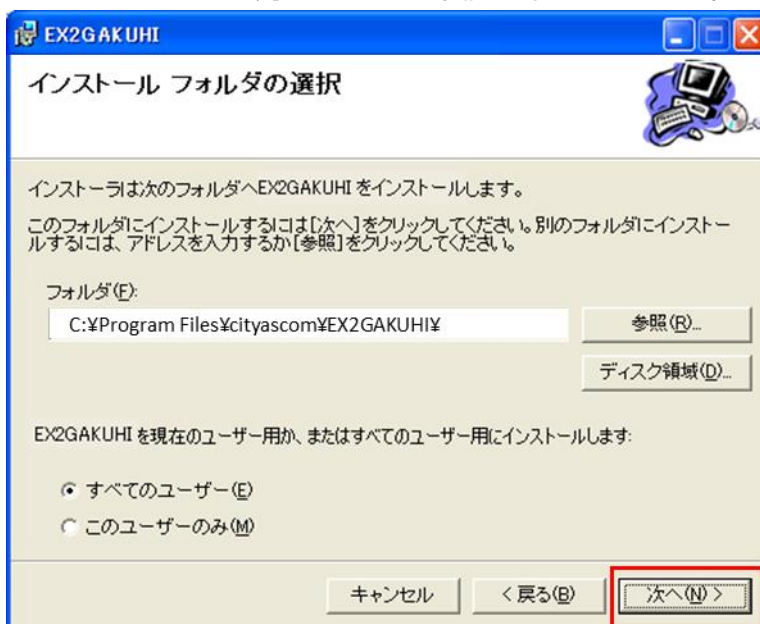 EX2GAKUHI
インストール フォルダの選択
インストーラは次のフォルダへEX2GAKUHI をインストールします。
このフォルダにインストールするには[次へ]をクリックしてください。別のフォルダにインストー
ルするには、アドレスを入力するか[参照]をクリックしてください。
フォルダ(F):
C:¥Program Files¥cityascom¥EX2GAKUHI¥
参照(R)...
ディスク領域(D)...
EX2GAKUHI を現在のユーザー用か、またはすべてのユーザー用にインストールします:
すべてのユーザー(E)
このユーザーのみ(M)
キャンセル
< 戻る(B)
次へ(N) >